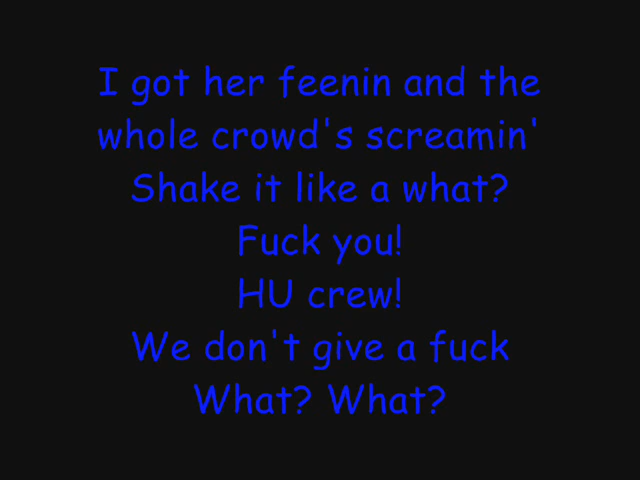 I got her feenin and the
whole crowd's screamin'
Shake it like a what?
Fuck you!
HU crew!
We don't give a fuck
What? What?